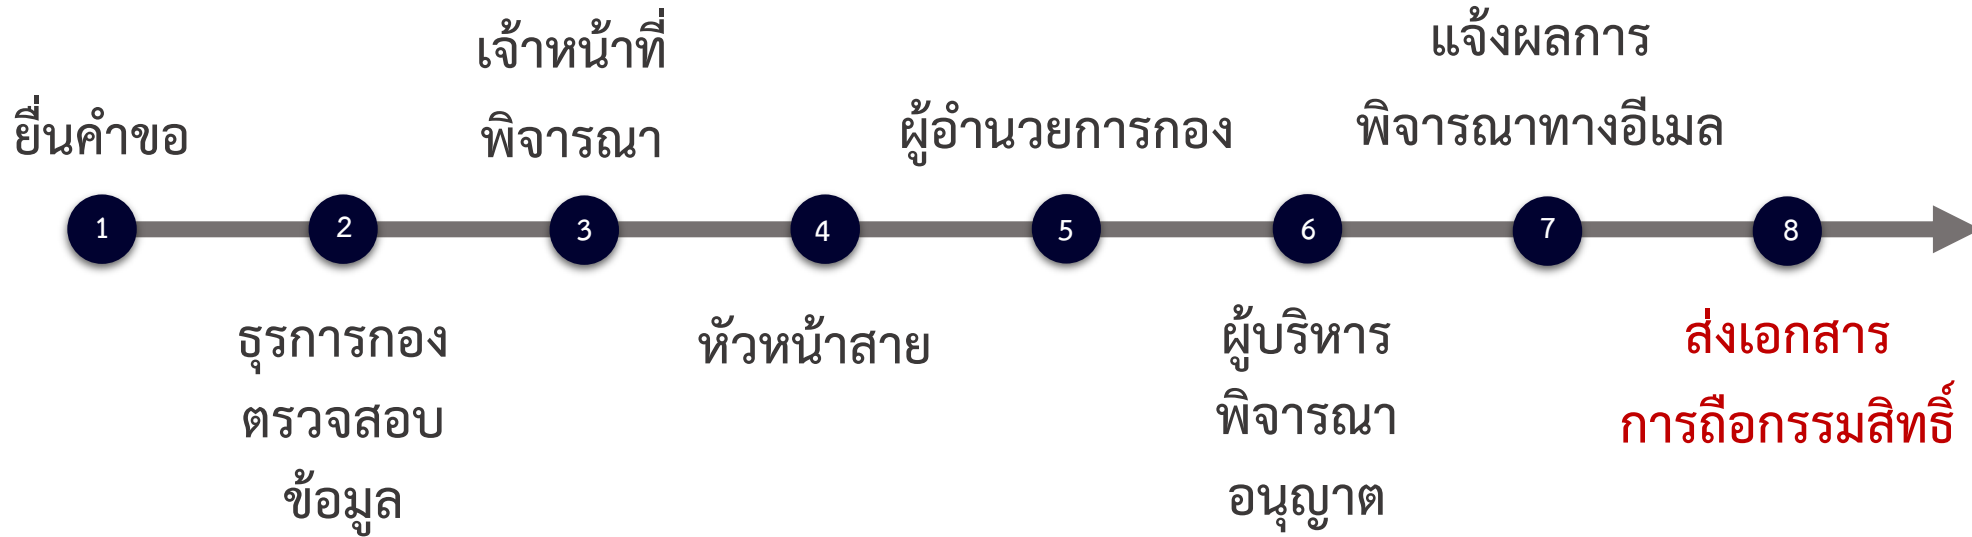 ยื่นคำขอ
1
2
ธุรการกอง
ตรวจสอบ
ข้อมูล
เจ้าหน้าที่
พิจารณา
3
4
หัวหน้าสาย
ผู้อำนวยการกอง
5
6
ผู้บริหาร
พิจารณา
อนุญาต
แจ้งผลการ
พิจารณาทางอีเมล
7
8
ส่งเอกสาร
การถือกรรมสิทธิ์